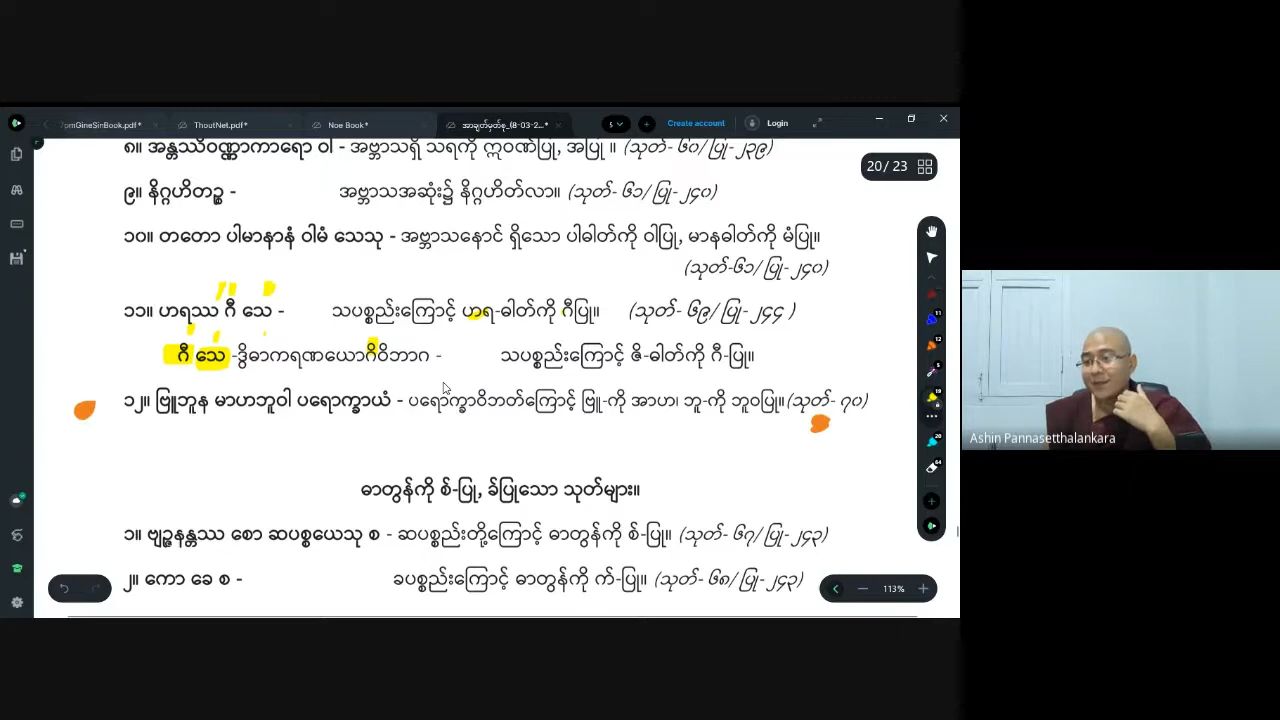 ThoutNet.pdf*
Noe Book*
Create account
Login
၈။ အန္တဿိဝဏ္ဏာကာရော ဝါ - အဗ္ဘာသရှိ သရကို ဣဝဏ်ပြု, အပြု ။ (သုတ်- ၆၀/ ပြု- ၂၃၉)
20 / 23
၉။ နိဂ္ဂဟိတဉ္စ - အဗ္ဘာသအဆုံး၌ နိဂ္ဂဟိတ်လာ။ (သုတ်- ၆၁/ ပြု- ၂၄၀)
၁၀။ တတော ပါမာနာနံ ဝါမံ သေသု - အဗ္ဘာသနောင် ရှိသော ပါဓါတ်ကို ဝါပြု, မာနဓါတ်ကို မံပြု။
(သုတ်-၆၁/ ပြု- ၂၄၀)
၁၁။ ဟရဿ ဂီ သေ - သပစ္စည်းကြောင့် ဟရ-ဓါတ်ကို ဂီပြု။ (သုတ်- ၆၉/ ပြု- ၂၄၄ )
ဂီ သေ -ဒွိဓာကရဏယောဂိဝိဘာဂ - သပစ္စည်းကြောင့် ဇိ-ဓါတ်ကို ဂီ-ပြု။
၁၂။ ဗြူဘူန မာဟဘူဝါ ပရောက္ခာယံ - ပရောက္ခာဝိဘတ်ကြောင့် ဗြူ-ကို အာဟ၊ ဘူ-ကို ဘူဝပြု။(သုတ်- ၇၀)
ဓာတွန်ကို စ်-ပြု, ခ်ပြုသော သုတ်များ။
၁။ ဗျဉ္ဇနန္တဿ စော ဆပစ္စယေသု စ - ဆပစ္စည်းတို့ကြောင့် ဓာတွန်ကို စ်-ပြု။ (သုတ်- ၆၇/ ပြု- ၂၄၃)
၂။ ကော ခေ စ - ခပစ္စည်းကြောင့် ဓာတွန်ကို က်-ပြု။ (သုတ်- ၆၈/ ပြု- ၂၄၃)
113%
Ashin Pannasetthalankara